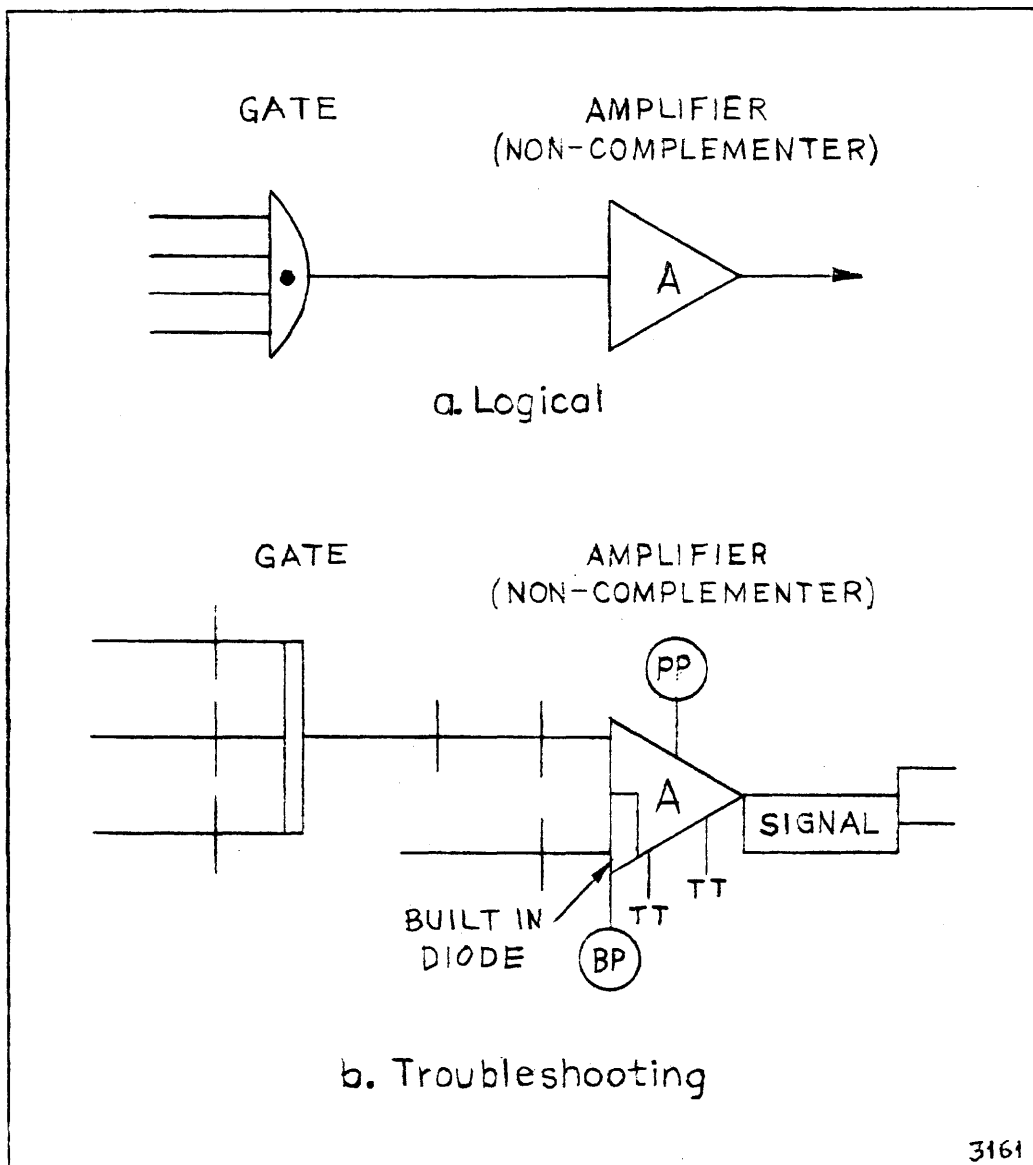 GATE
AMPLIFIER
(NON-COMPLEMENTER)
A
a. Logical
GATE
AMPLIFIER
(NON-COMPLEMENTER)
PP
A
SIGNAL
TT
TT
BUILT IN
DIODE
BP
b. Troubleshooting
3161